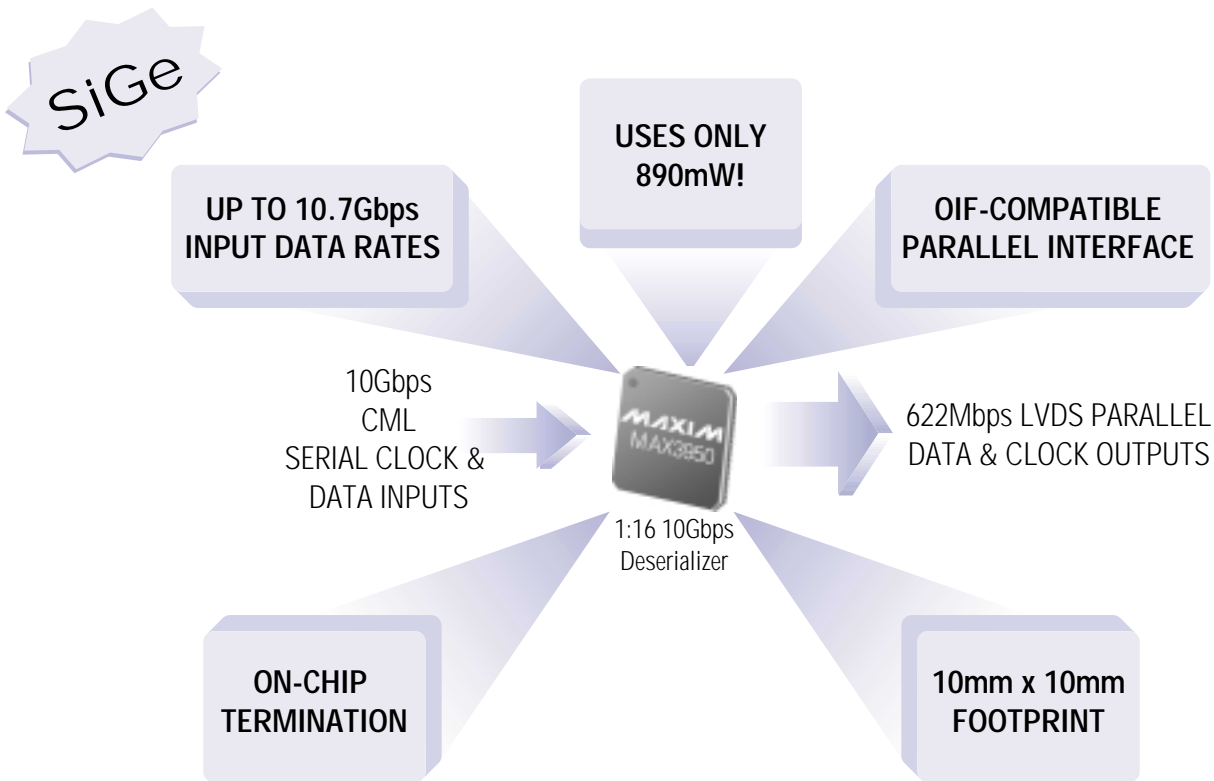 SiGe
USES ONLY
890mW!
UP TO 10.7Gbps
INPUT DATA RATES
OIF-COMPATIBLE
PARALLEL INTERFACE
10Gbps
CML
SERIAL CLOCK &
DATA INPUTS
MAXIM
MAX3950
1:16 10Gbps
Deserializer
622Mbps LVDS PARALLEL
DATA & CLOCK OUTPUTS
ON-CHIP
TERMINATION
10mm x 10mm
FOOTPRINT